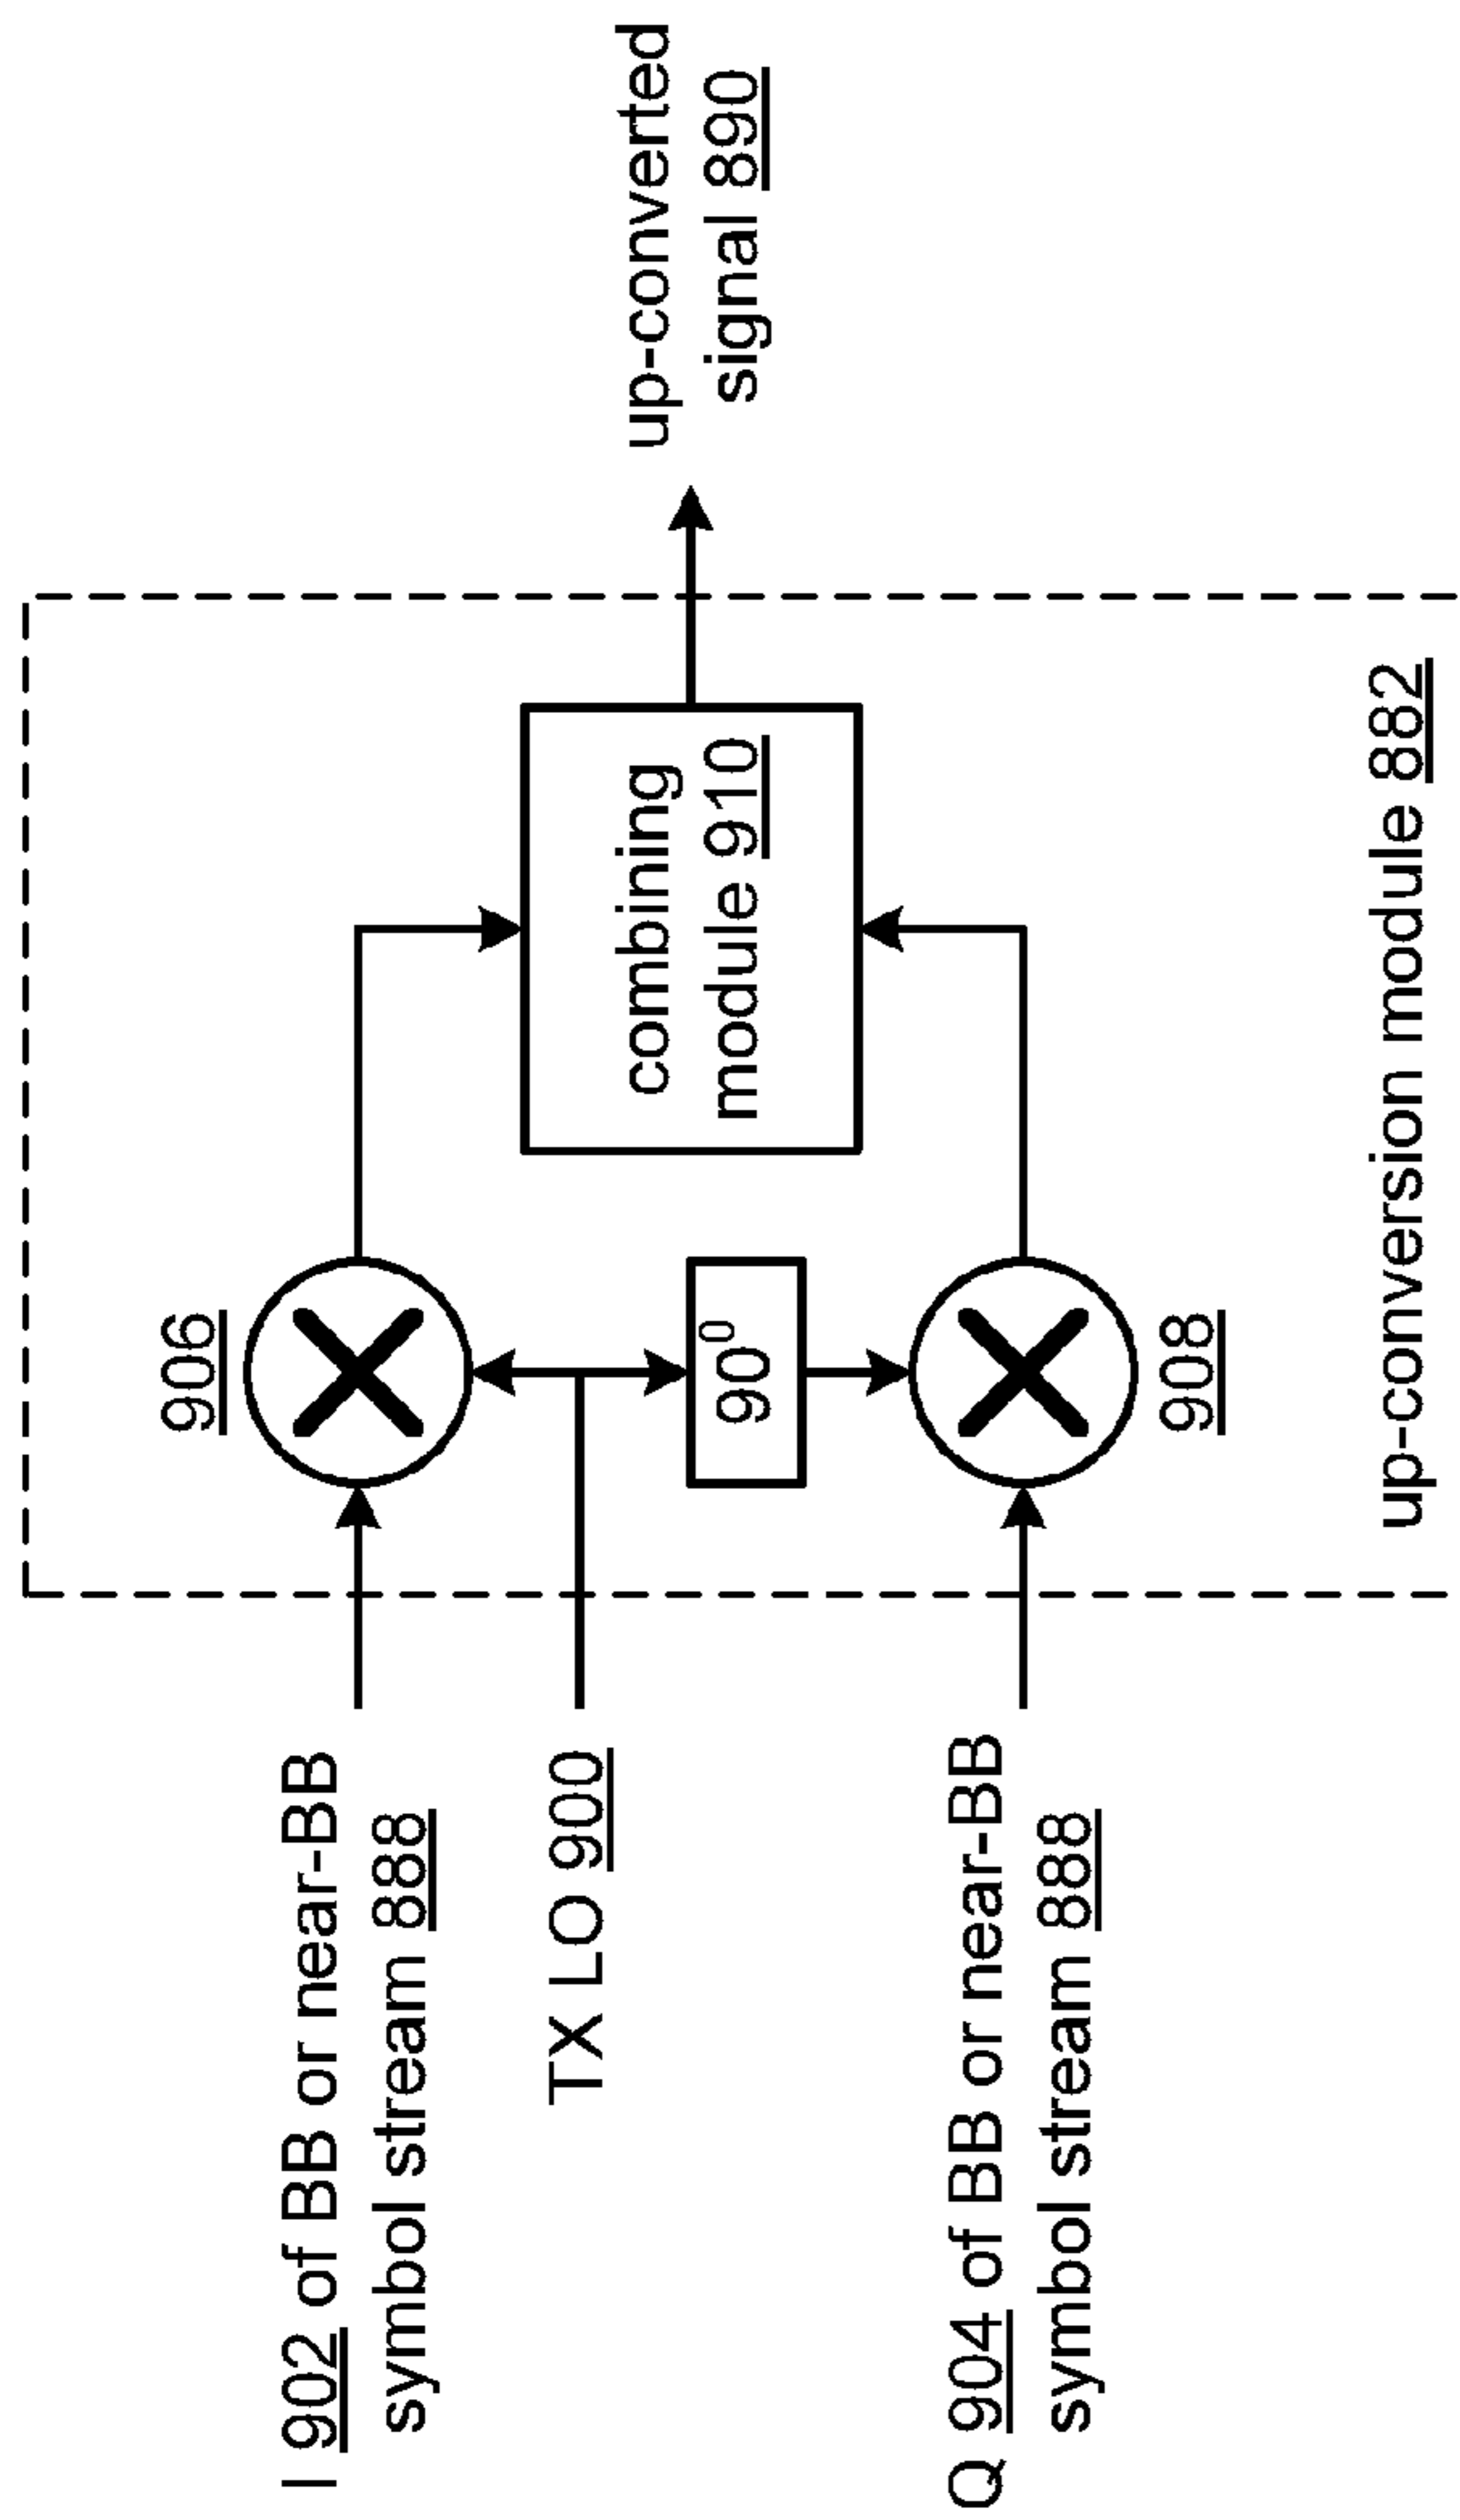 I 902 of BB or near-BB
symbol stream 888
TX LO 900
Q 904 of BB or near-BB
symbol stream 888
906
90⁰
908
combining
module 910
up-conversion module 882
up-converted
signal 890